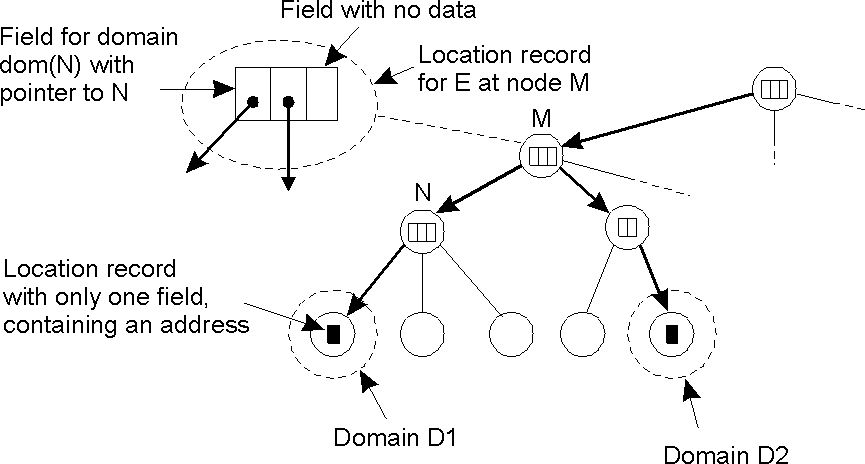 Field with no data
Field for domain
dom(N) with
pointer to N
Location record
for E at node M
M
N
Location record
with only one field,
containing an address
Domain D1
Domain D2